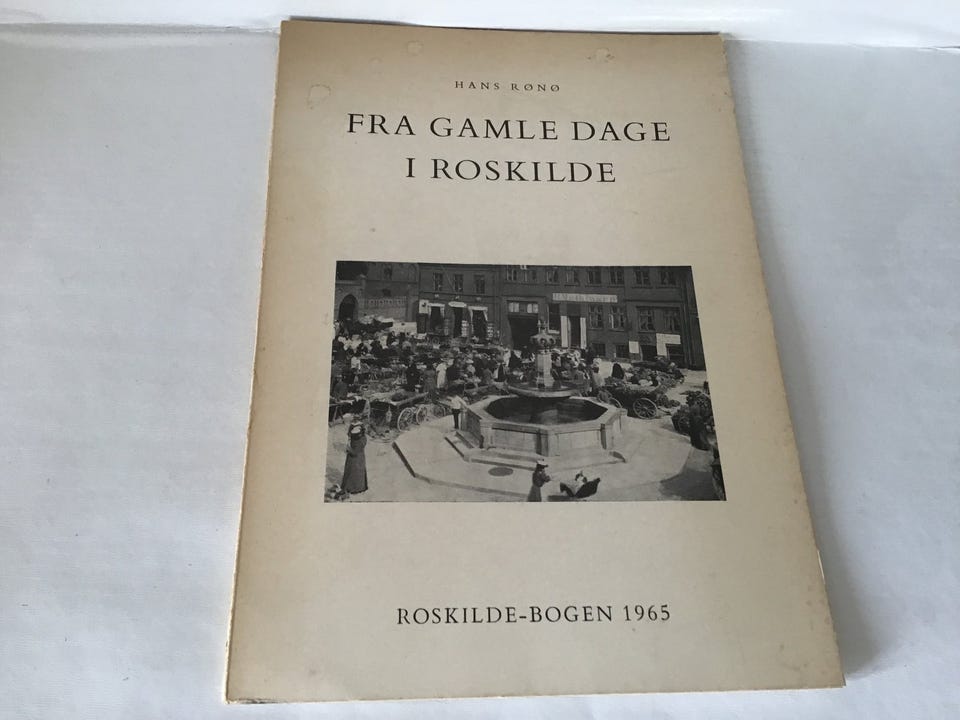 HANS RØNØ
FRA GAMLE DAGE
I ROSKILDE
ROSKILDE-BOGEN 1965